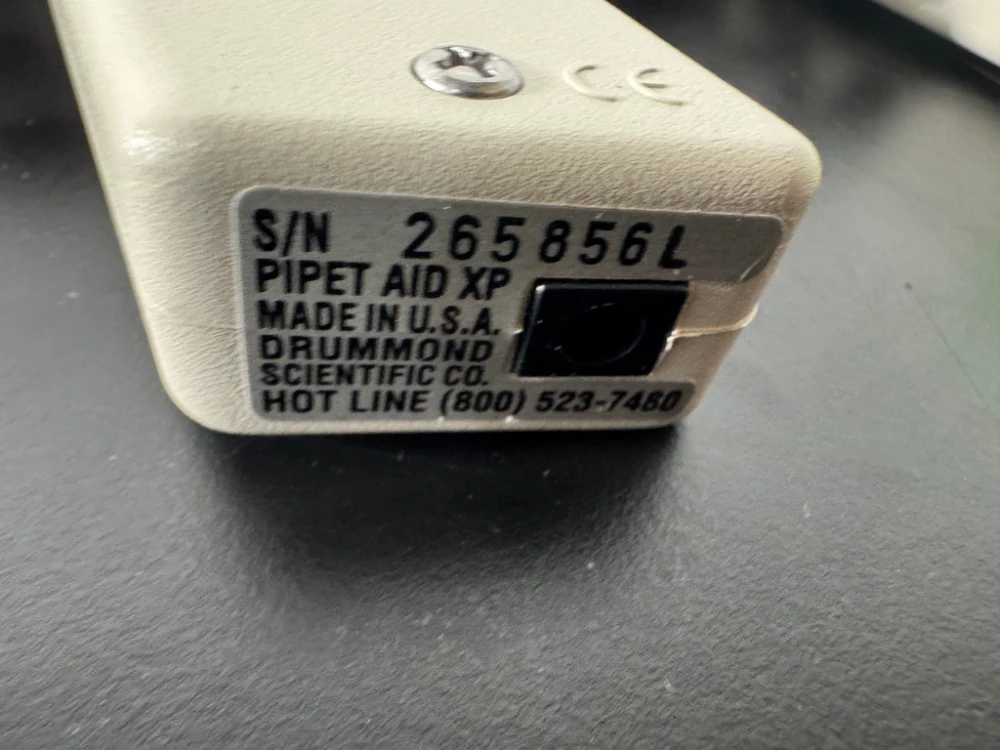 CE
S/N 265856L
PIPET AID XP
MADE IN U.S.A.
DRUMMOND
SCIENTIFIC CO.
HOT LINE (800) 523-7480